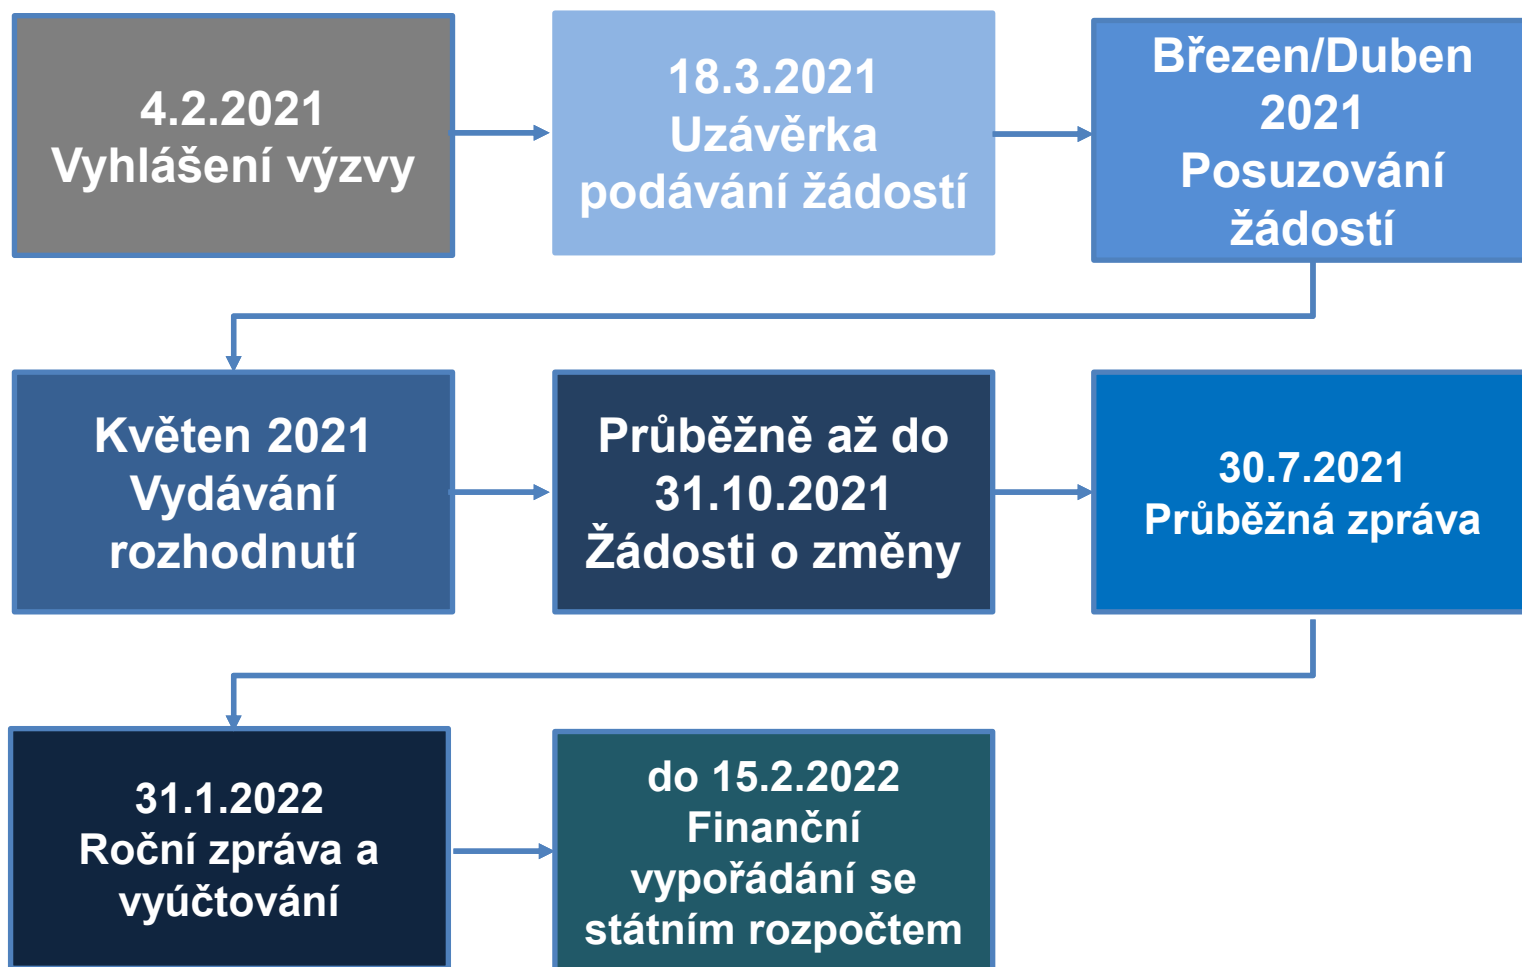 4.2.2021
Vyhlášení výzvy
18.3.2021
Uzávěrka
podávání žádostí
Březen/Duben
2021
Posuzování
žádostí
Květen 2021
Vydávání
rozhodnutí
Průběžně až do
31.10.2021
Žádosti o změny
30.7.2021
Průběžná zpráva
31.1.2022
Roční zpráva a
vyúčtování
do 15.2.2022
Finanční
vypořádání se
státním rozpočtem